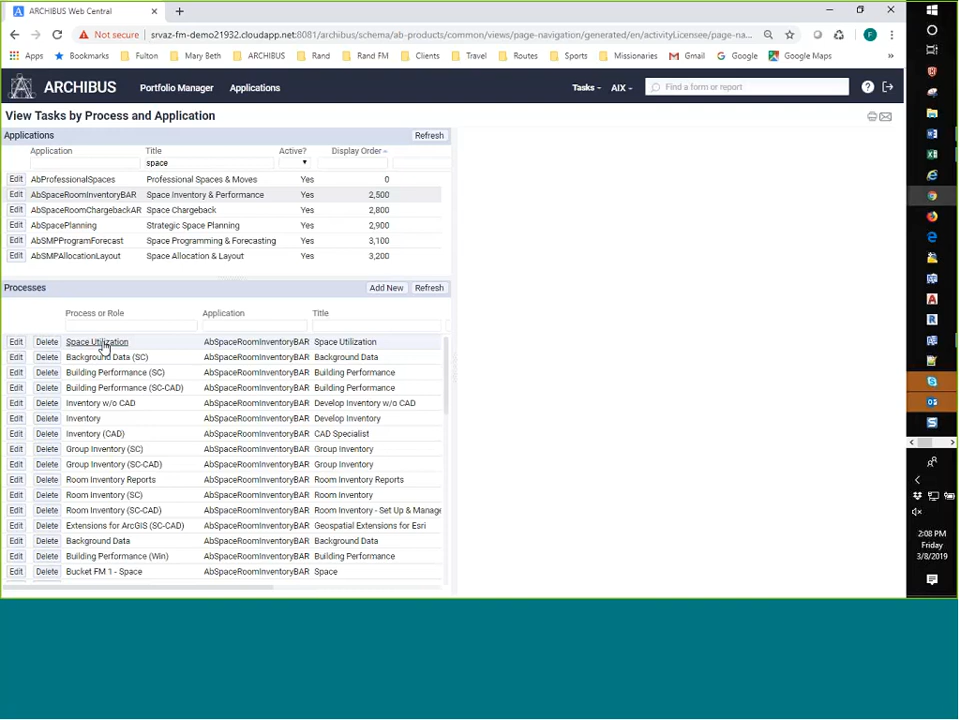 ARCHIBUS Web Central
Not secure
srvaz-fm-demo21932.cloudapp.net:8081/archibus/schema/ab-products/common/views/page-navigation/generated/en/activityLicensee/page-na...
Apps Bookmarks Fulton Mary Beth ARCHIBUS Rand Rand FM Clients Travel Routes Sports Missionaries Gmail Google Google Maps »
ARCHIBUS Portfolio Manager Applications Tasks AIX Find a form or report
View Tasks by Process and Application
Applications Refresh
Application Title Active? Display Order
space
Edit AbProfessionalSpaces Professional Spaces & Moves Yes 0
Edit AbSpaceRoomInventoryBAR Space Inventory & Performance Yes 2,500
Edit AbSpaceRoomChargebackAR Space Chargeback Yes 2,800
Edit AbSpacePlanning Strategic Space Planning Yes 2,900
Edit AbSMPProgramForecast Space Programming & Forecasting Yes 3,100
Edit AbSMPAllocationLayout Space Allocation & Layout Yes 3,200
Processes Add New Refresh
Process or Role Application Title
Edit Delete Space Utilization AbSpaceRoomInventoryBAR Space Utilization
Edit Delete Background Data (SC) AbSpaceRoomInventoryBAR Background Data
Edit Delete Building Performance (SC) AbSpaceRoomInventoryBAR Building Performance
Edit Delete Building Performance (SC-CAD) AbSpaceRoomInventoryBAR Building Performance
Edit Delete Inventory w/o CAD AbSpaceRoomInventoryBAR Develop Inventory w/o CAD
Edit Delete Inventory AbSpaceRoomInventoryBAR Develop Inventory
Edit Delete Inventory (CAD) AbSpaceRoomInventoryBAR CAD Specialist
Edit Delete Group Inventory (SC) AbSpaceRoomInventoryBAR Group Inventory
Edit Delete Group Inventory (SC-CAD) AbSpaceRoomInventoryBAR Group Inventory
Edit Delete Room Inventory Reports AbSpaceRoomInventoryBAR Room Inventory Reports
Edit Delete Room Inventory (SC) AbSpaceRoomInventoryBAR Room Inventory
Edit Delete Room Inventory (SC-CAD) AbSpaceRoomInventoryBAR Room Inventory - Set Up & Manage
Edit Delete Extensions for ArcGIS (SC-CAD) AbSpaceRoomInventoryBAR Geospatial Extensions for Esri
Edit Delete Background Data AbSpaceRoomInventoryBAR Background Data
Edit Delete Building Performance (Win) AbSpaceRoomInventoryBAR Building Performance
Edit Delete Bucket FM 1 - Space AbSpaceRoomInventoryBAR Space
2:08 PM
Friday
3/8/2019